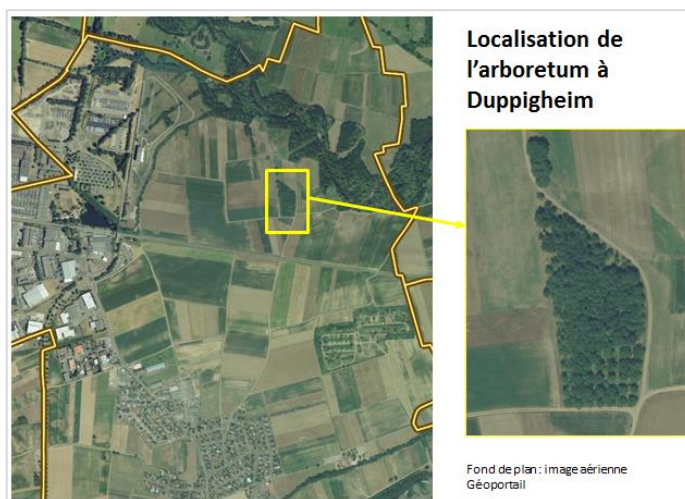 Localisation de
l'arboretum à
Duppigheim
Fond de plan : image aérienne
Géoportail